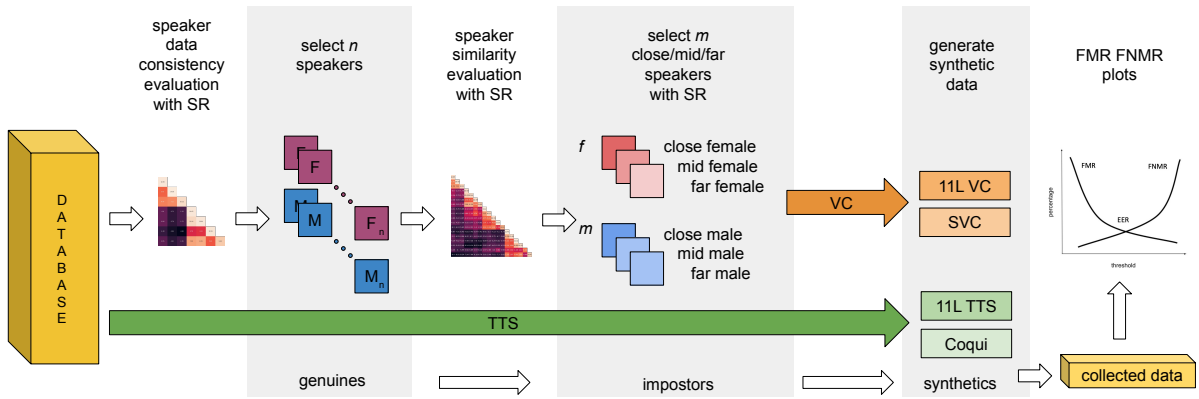 speaker
data
consistency
evaluation
with SR
select n
speakers
speaker
similarity
evaluation
with SR
select m
close/mid/far
speakers
with SR
generate
synthetic
data
FMR FNMR
plots
DATABASE
F
F
M
M
F n
M n
f
close female
mid female
far female
m
close male
mid male
far male
VC
11L VC
SVC
TTS
11L TTS
Coqui
FMR
FNMR
EER
percentage
threshold
genuines
impostors
synthetics
collected data